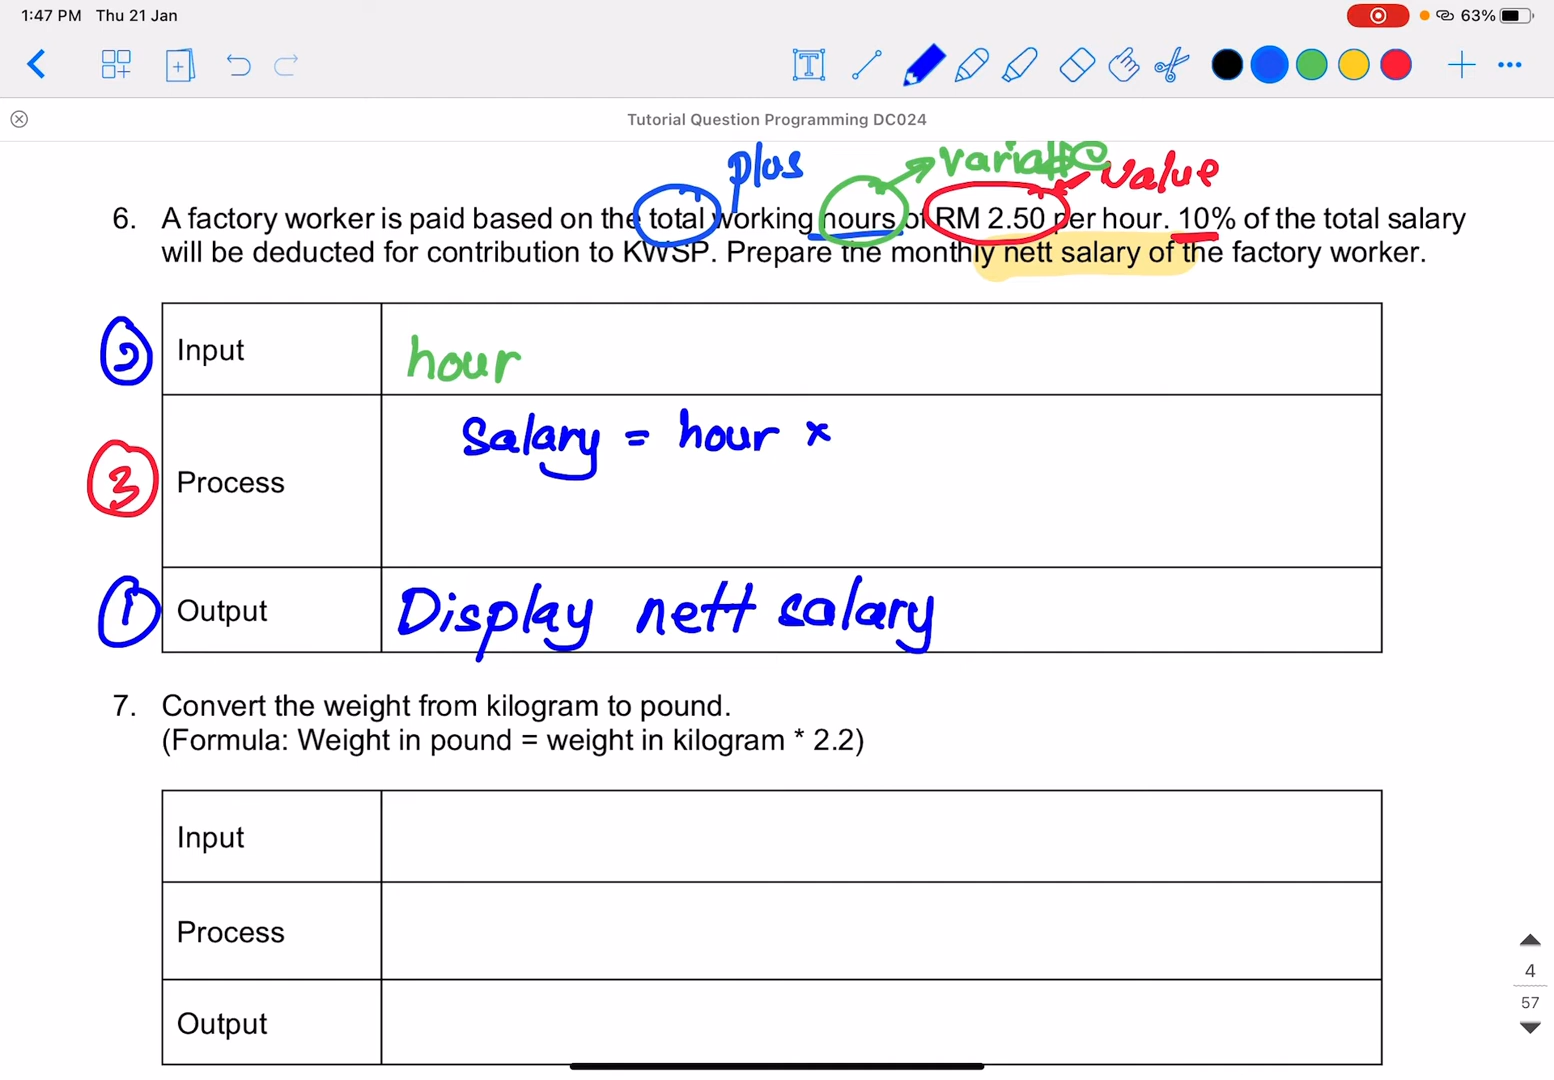 1:47 PM Thu 21 Jan
63%
Tutorial Question Programming DC024
plus
variable
value
6. A factory worker is paid based on the total working hours of RM 2.50 per hour. 10% of the total salary
will be deducted for contribution to KWSP. Prepare the monthly nett salary of the factory worker.
2 Input hour
3 Process Salary = hour x
1 Output Display nett salary
7. Convert the weight from kilogram to pound.
(Formula: Weight in pound = weight in kilogram * 2.2)
Input
Process
Output
4
57